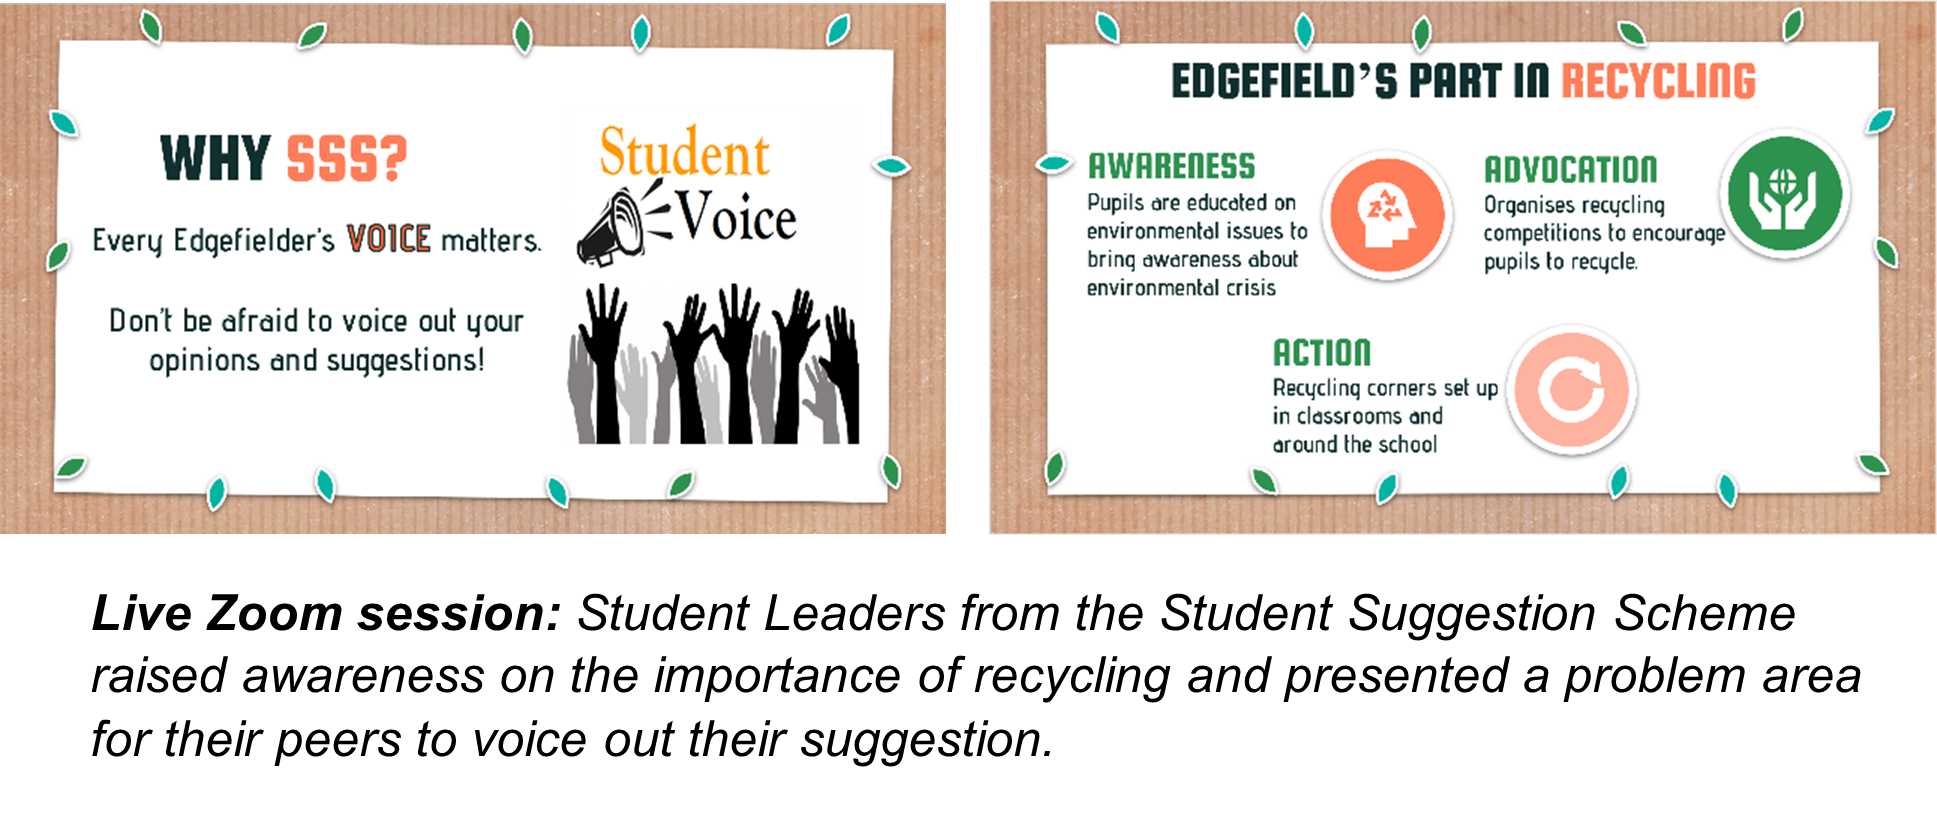 WHY SSS?
Every Edgefielder's VOICE matters.
Don't be afraid to voice out your
opinions and suggestions!
Student
Voice
EDGEFIELD'S PART IN RECYCLING
AWARENESS
Pupils are educated on
environmental issues to
bring awareness about
environmental crisis
ADVOCATION
Organises recycling
competitions to encourage
pupils to recycle.
ACTION
Recycling corners set up
in classrooms and
around the school
Live Zoom session: Student Leaders from the Student Suggestion Scheme
raised awareness on the importance of recycling and presented a problem area
for their peers to voice out their suggestion.